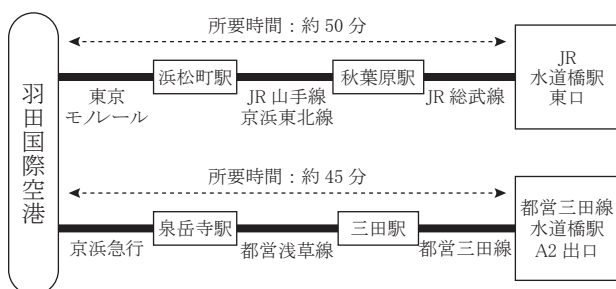 羽田国際空港
所要時間：約 50 分
浜松町駅
秋葉原駅
JR
水道橋駅
東口
東京
モノレール
JR 山手線
京浜東北線
JR 総武線
所要時間：約 45 分
泉岳寺駅
三田駅
都営三田線
水道橋駅
A2 出口
京浜急行
都営浅草線
都営三田線